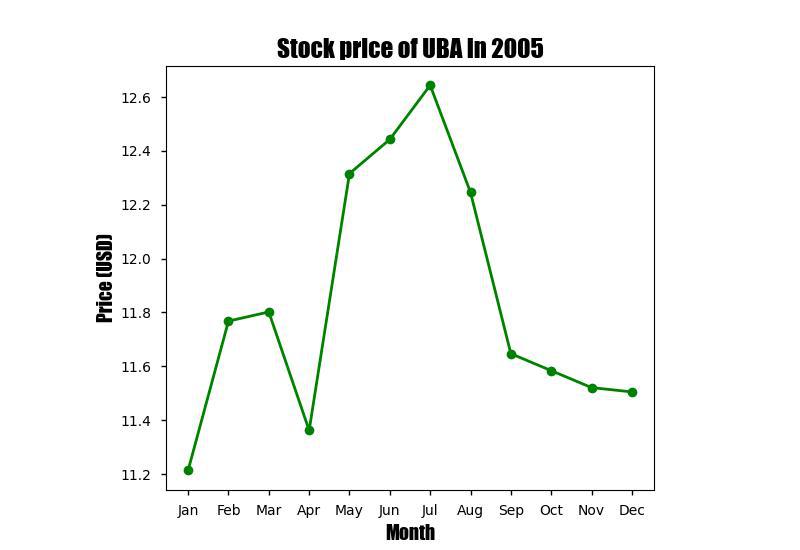 Stock price of UBA in 2005
12.6
12.4
12.2
12.0
11.8
11.6
11.4
11.2
Price (USD)
Jan Feb Mar Apr May Jun Jul Aug Sep Oct Nov Dec
Month